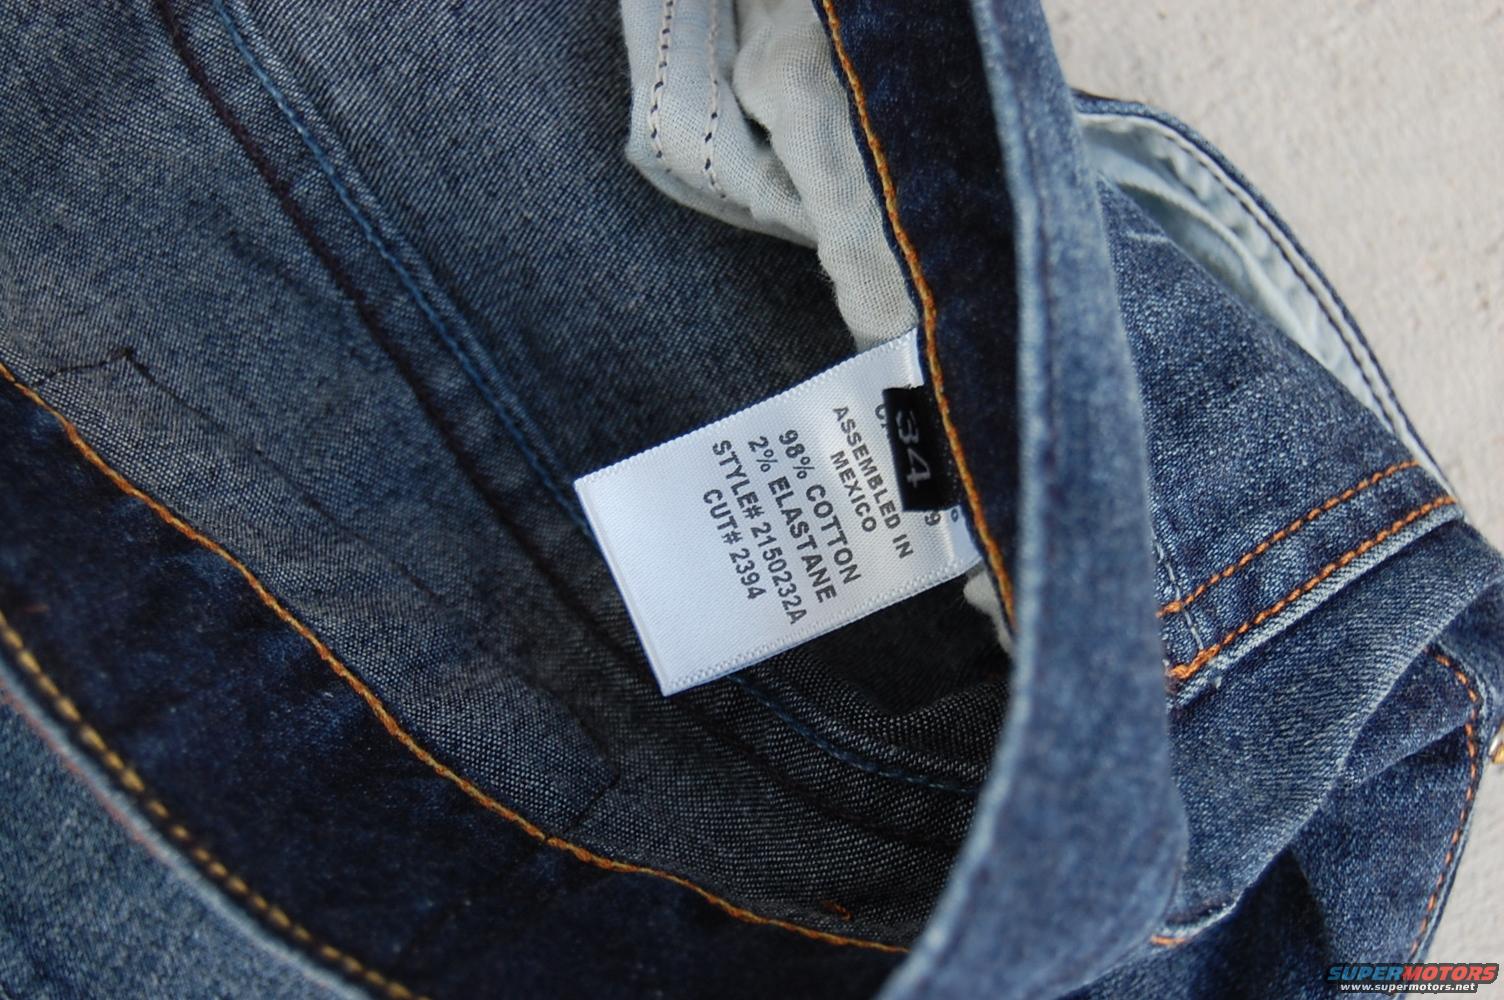 34
ASSEMBLED IN
MEXICO
98% COTTON
2% ELASTANE
STYLE# 2150232A
CUT# 2394
SUPERMOTORS
www.supermotors.net